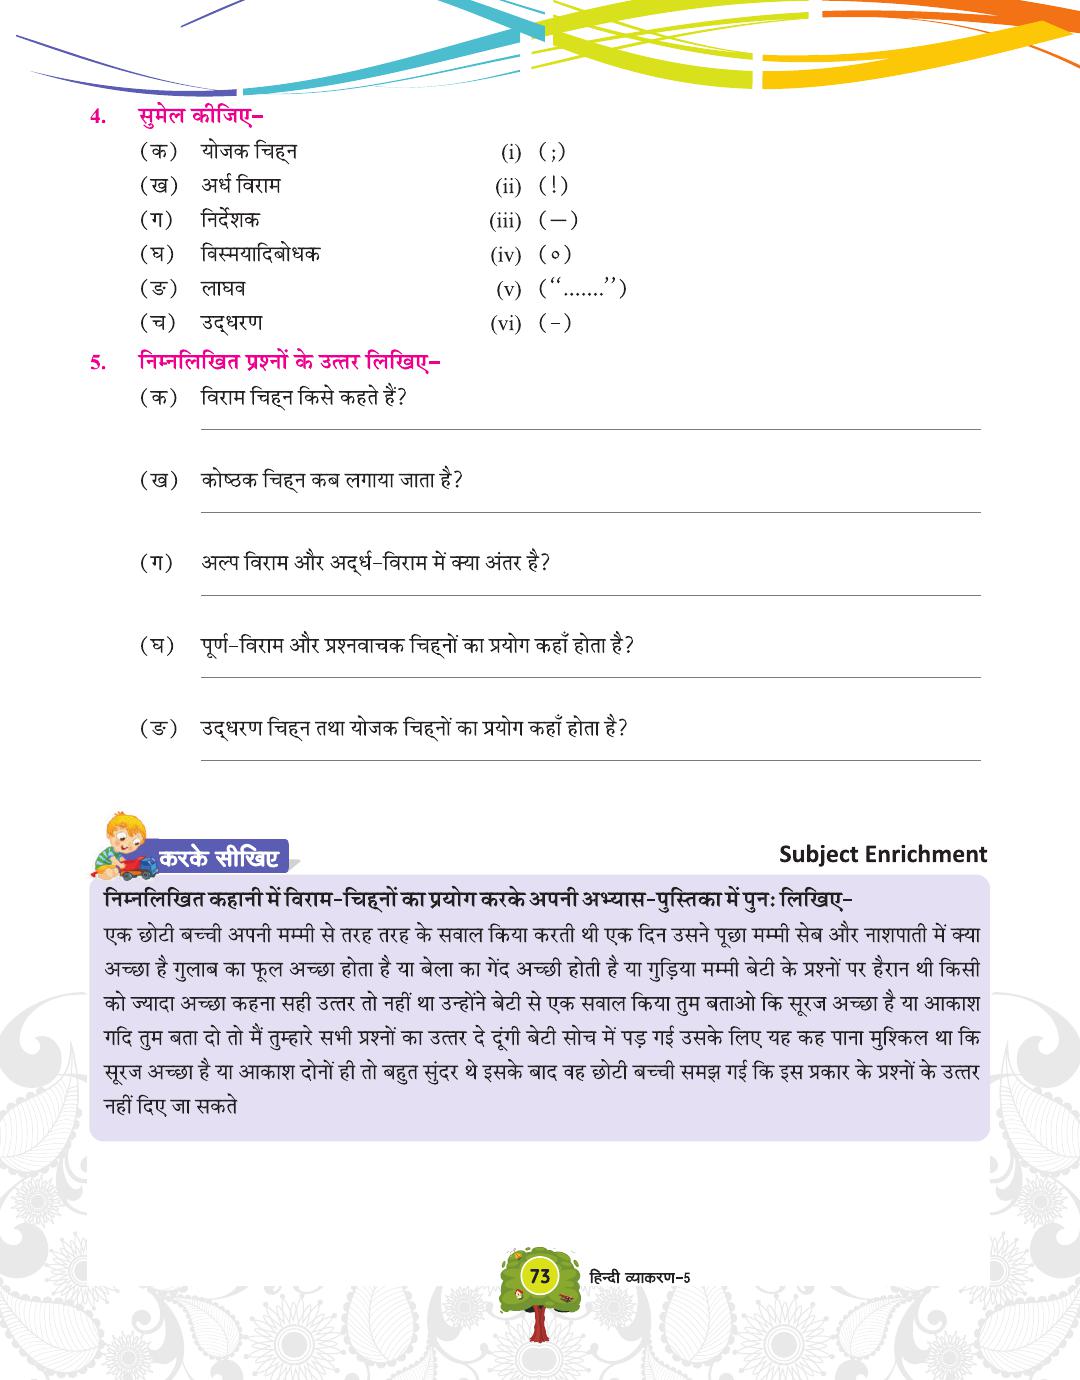 4. सुमेल कीजिए–
(क) योजक चिह्न (i) ( ; )
(ख) अर्ध विराम (ii) ( ! )
(ग) निर्देशक (iii) ( — )
(घ) विस्मयादिबोधक (iv) ( ० )
(ङ) लाघव (v) ( “.......” )
(च) उद्धरण (vi) ( - )
5. निम्नलिखित प्रश्नों के उत्तर लिखिए–
(क) विराम चिह्न किसे कहते हैं?
(ख) कोष्ठक चिह्न कब लगाया जाता है?
(ग) अल्प विराम और अर्द्ध-विराम में क्या अंतर है?
(घ) पूर्ण-विराम और प्रश्नवाचक चिह्नों का प्रयोग कहाँ होता है?
(ङ) उद्धरण चिह्न तथा योजक चिह्नों का प्रयोग कहाँ होता है?
करके सीखिए Subject Enrichment
निम्नलिखित कहानी में विराम-चिह्नों का प्रयोग करके अपनी अभ्यास-पुस्तिका में पुनः लिखिए–
एक छोटी बच्ची अपनी मम्मी से तरह तरह के सवाल किया करती थी एक दिन उसने पूछा मम्मी सेब और नाशपाती में क्या
अच्छा है गुलाब का फूल अच्छा होता है या बेला का गेंद अच्छी होती है या गुड़िया मम्मी बेटी के प्रश्नों पर हैरान थी किसी
को ज्यादा अच्छा कहना सही उत्तर तो नहीं था उन्होंने बेटी से एक सवाल किया तुम बताओ कि सूरज अच्छा है या आकाश
गदि तुम बता दो तो मैं तुम्हारे सभी प्रश्नों का उत्तर दे दूंगी बेटी सोच में पड़ गई उसके लिए यह कह पाना मुश्किल था कि
सूरज अच्छा है या आकाश दोनों ही तो बहुत सुंदर थे इसके बाद वह छोटी बच्ची समझ गई कि इस प्रकार के प्रश्नों के उत्तर
नहीं दिए जा सकते
73 हिन्दी व्याकरण-5